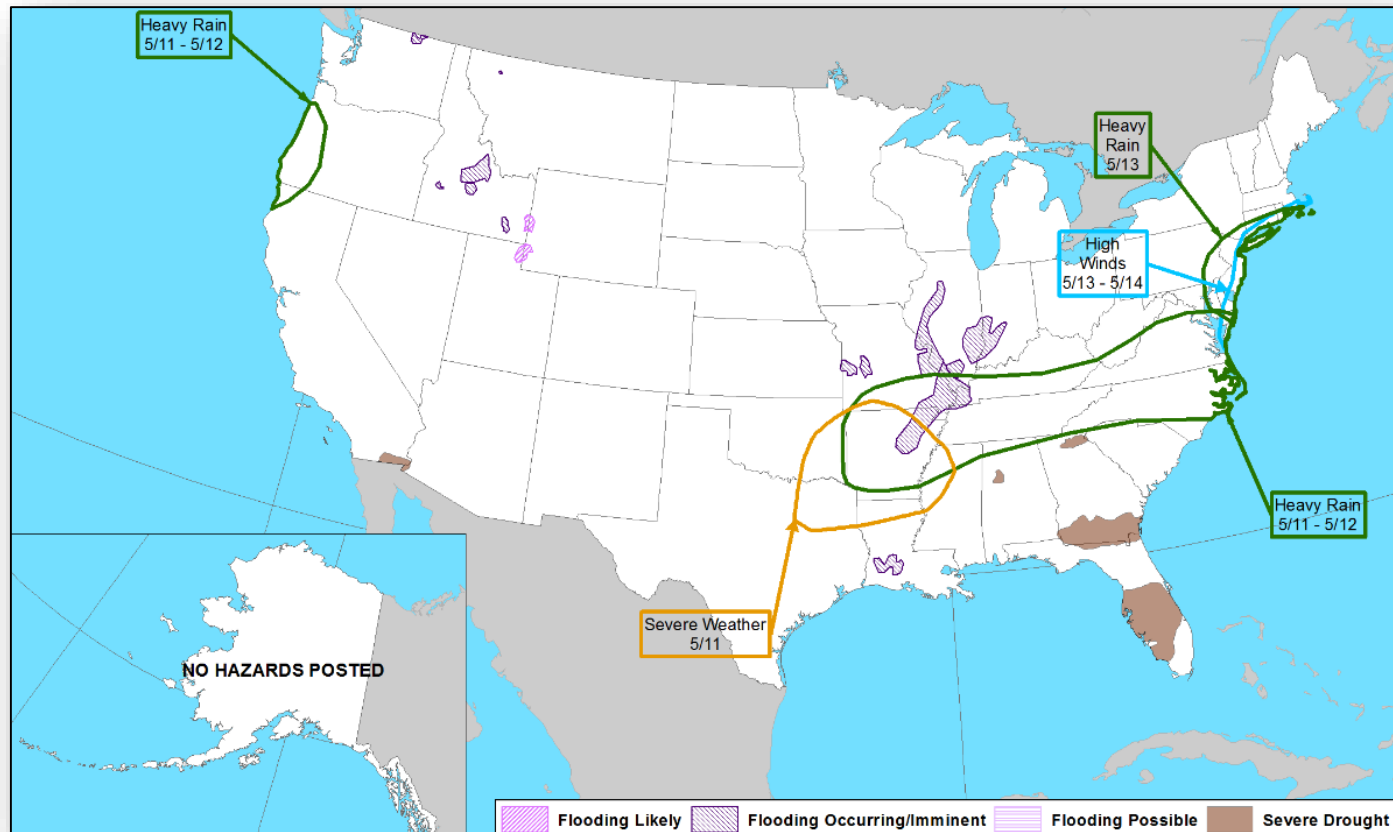 Heavy Rain
5/11 - 5/12
Heavy
Rain
5/13
High
Winds
5/13 - 5/14
Heavy Rain
5/11 - 5/12
Severe Weather
5/11
NO HAZARDS POSTED
Flooding Likely
Flooding Occurring/Imminent
Flooding Possible
Severe Drought